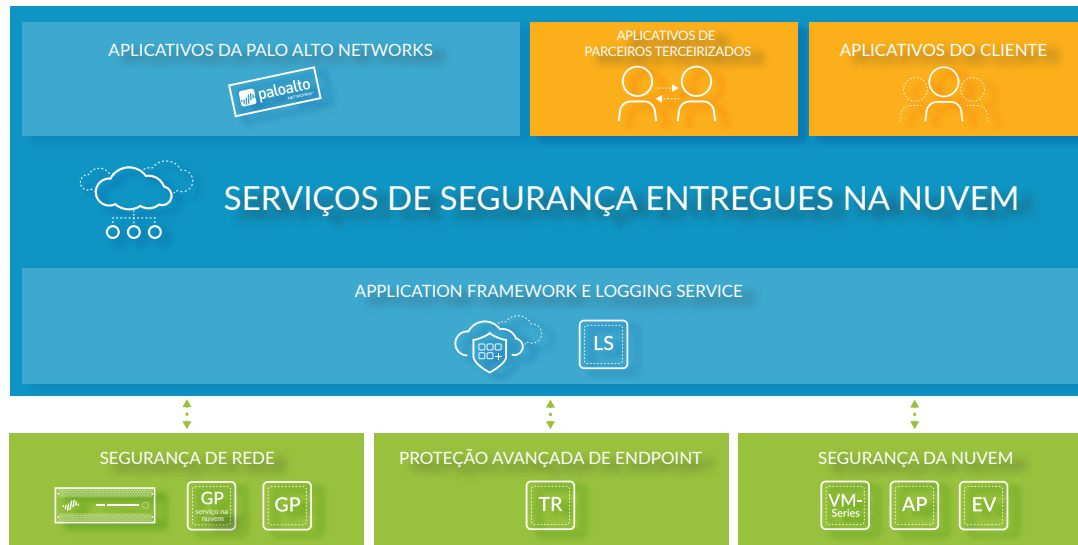 APLICATIVOS DA PALO ALTO NETWORKS
paloalto
NETWORKS
APLICATIVOS DE
PARCEIROS TERCEIRIZADOS
APLICATIVOS DO CLIENTE
SERVIÇOS DE SEGURANÇA ENTREGUES NA NUVEM
APPLICATION FRAMEWORK E LOGGING SERVICE
LS
SEGURANÇA DE REDE
GP
serviço na
nuvem
GP
PROTEÇÃO AVANÇADA DE ENDPOINT
TR
SEGURANÇA DA NUVEM
VM-
Series
AP
EV